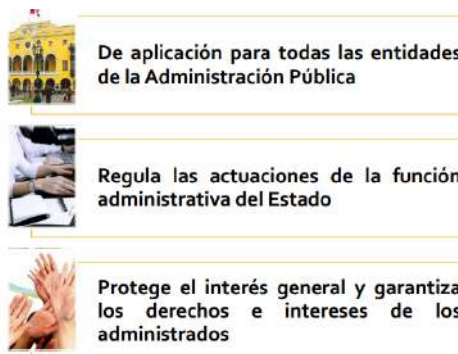 De aplicación para todas las entidades
de la Administración Pública
Regula las actuaciones de la función
administrativa del Estado
Protege el interés general y garantiza
los derechos e intereses de los
administrados